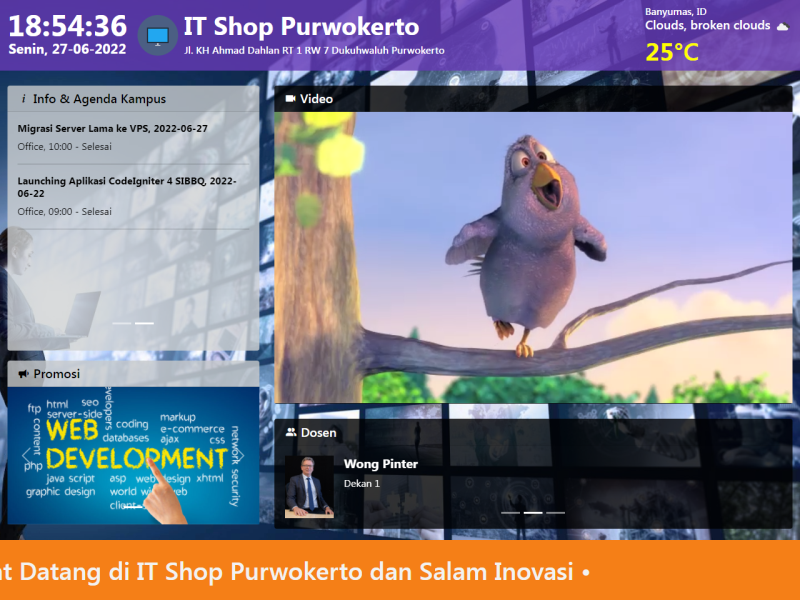 18:54:36
Senin, 27-06-2022
IT Shop Purwokerto
Jl. KH Ahmad Dahlan RT 1 RW 7 Dukuhwaluh Purwokerto
Banyumas, ID
Clouds, broken clouds
25°C
i Info & Agenda Kampus
Migrasi Server Lama ke VPS, 2022-06-27
Office, 10:00 - Selesai
Launching Aplikasi CodeIgniter 4 SIBBQ, 2022-
06-22
Office, 09:00 - Selesai
Video
Promosi
ftp html seo
server-side
content
WEB
coding
databases ajax
markup
e-commerce
css
network security
php
DEVELOPMENT
java script asp web design xhtml
graphic design
world
web
Dosen
Wong Pinter
Dekan 1
at Datang di IT Shop Purwokerto dan Salam Inovasi •